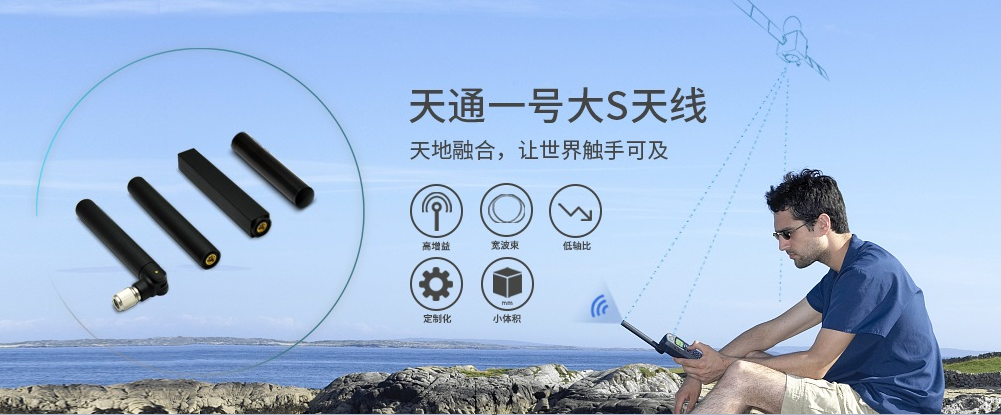 天通一号大S天线
天地融合，让世界触手可及
高增益
宽波束
低轴比
mm
定制化
小体积